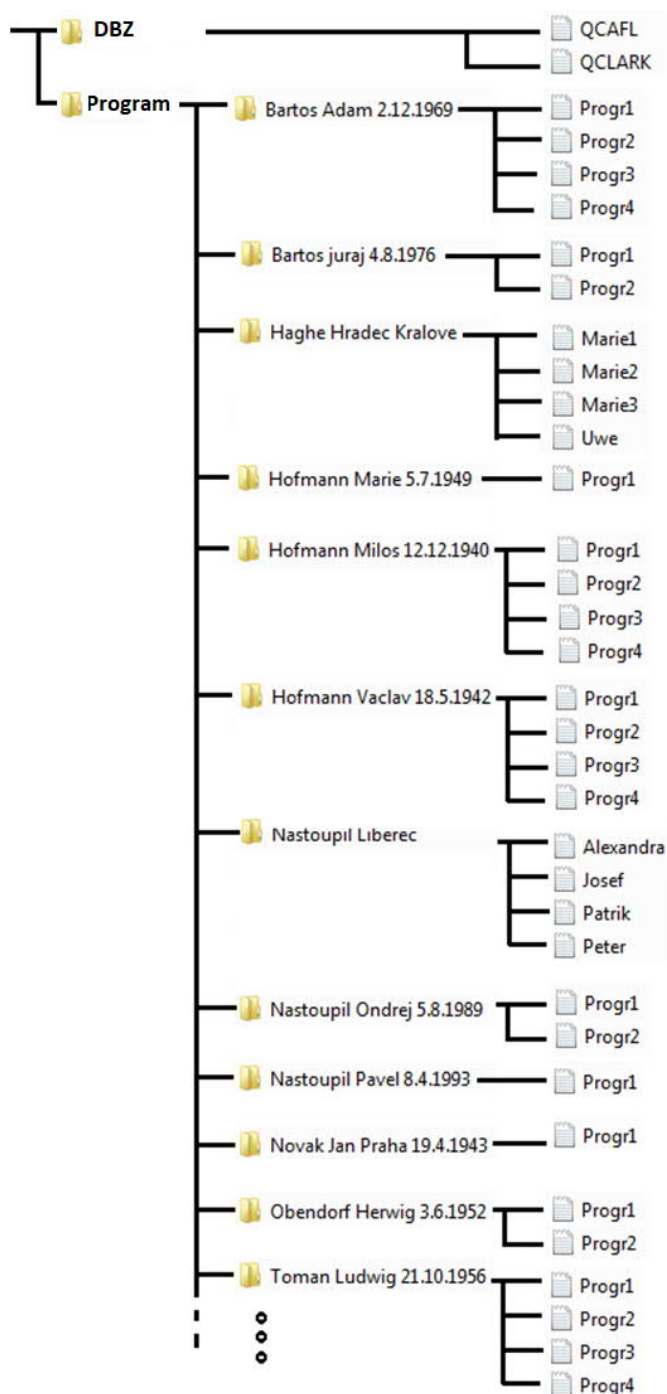 DBZ
QCAFL
QCLARK
Program
Bartos Adam 2.12.1969
Progr1
Progr2
Progr3
Progr4
Bartos juraj 4.8.1976
Progr1
Progr2
Haghe Hradec Kralove
Marie1
Marie2
Marie3
Uwe
Hofmann Marie 5.7.1949
Progr1
Hofmann Milos 12.12.1940
Progr1
Progr2
Progr3
Progr4
Hofmann Vaclav 18.5.1942
Progr1
Progr2
Progr3
Progr4
Nastoupil Liberec
Alexandra
Josef
Patrik
Peter
Nastoupil Ondrej 5.8.1989
Progr1
Progr2
Nastoupil Pavel 8.4.1993
Progr1
Novak Jan Praha 19.4.1943
Progr1
Obendorf Herwig 3.6.1952
Progr1
Progr2
Toman Ludwig 21.10.1956
Progr1
Progr2
Progr3
Progr4